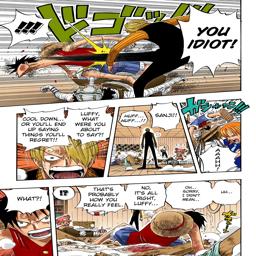 YOU
IDIOT!
!!!
AAAAH
SANJI!
HUFF...
HUFF...
LUFFY,
WHAT WERE
YOU ABOUT
TO SAY?!
COOL DOWN,
OR YOU'LL END
UP SAYING
THINGS YOU'LL
REGRET!!
UH...
OH...
SORRY,
I DIDN'T
MEAN...
NO,
IT'S ALL
RIGHT,
LUFFY.
THAT'S
PROBABLY
HOW YOU
REALLY FEEL.
!?
WHAT?!